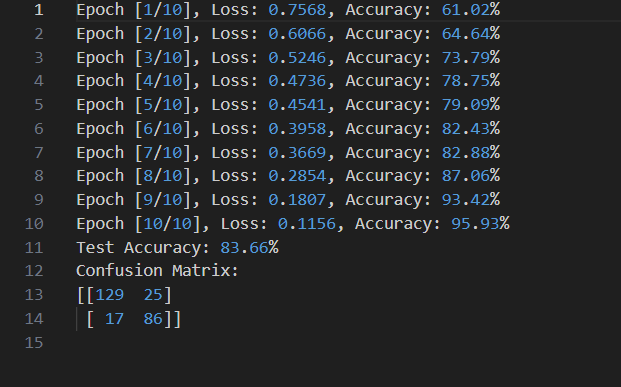 1 Epoch [1/10], Loss: 0.7568, Accuracy: 61.02%
2 Epoch [2/10], Loss: 0.6066, Accuracy: 64.64%
3 Epoch [3/10], Loss: 0.5246, Accuracy: 73.79%
4 Epoch [4/10], Loss: 0.4736, Accuracy: 78.75%
5 Epoch [5/10], Loss: 0.4541, Accuracy: 79.09%
6 Epoch [6/10], Loss: 0.3958, Accuracy: 82.43%
7 Epoch [7/10], Loss: 0.3669, Accuracy: 82.88%
8 Epoch [8/10], Loss: 0.2854, Accuracy: 87.06%
9 Epoch [9/10], Loss: 0.1807, Accuracy: 93.42%
10 Epoch [10/10], Loss: 0.1156, Accuracy: 95.93%
11 Test Accuracy: 83.66%
12 Confusion Matrix:
13 [[129  25]
14  [ 17  86]]
15